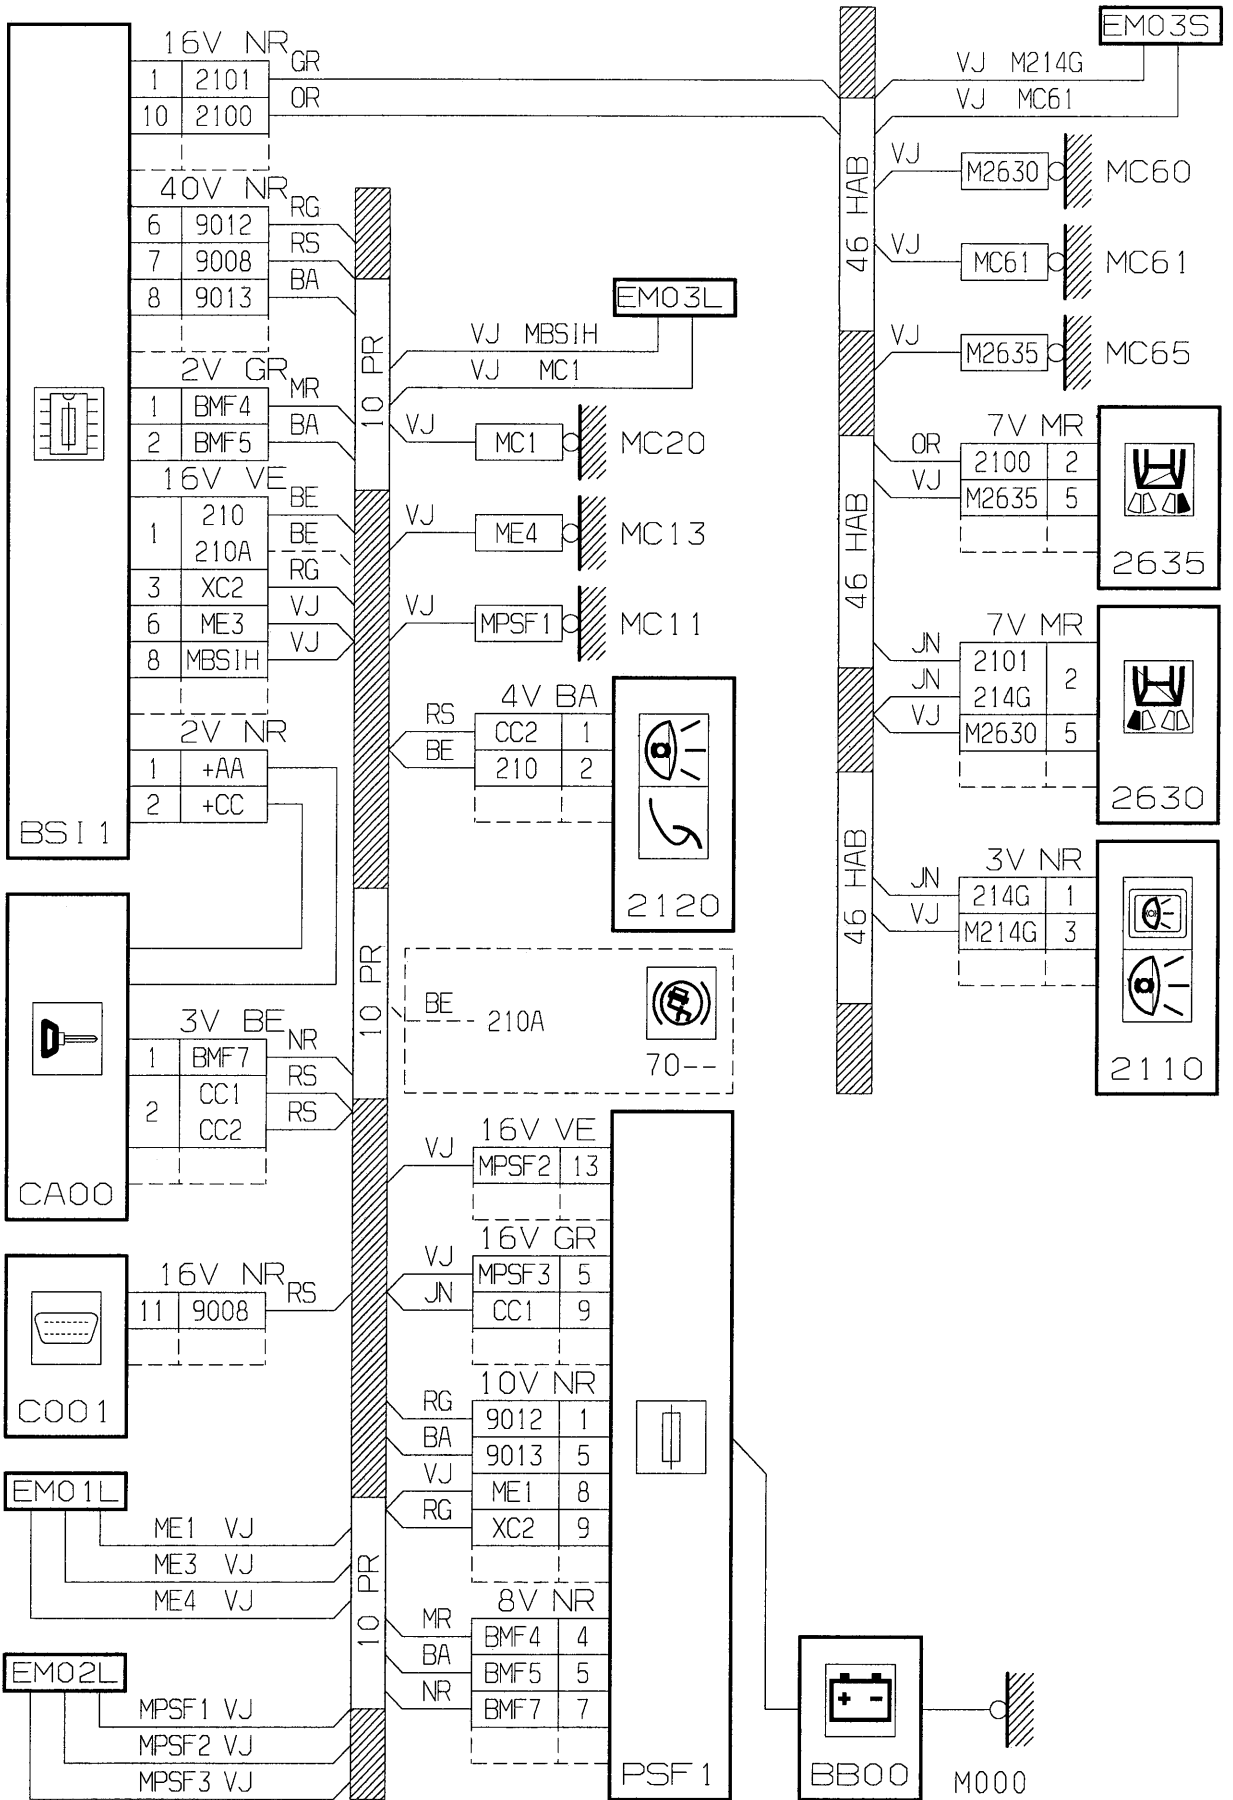 BSI1
16V NR
1 2101 GR
10 2100 OR
40V NR
6 9012 RG
7 9008 RS
8 9013 BA
2V GR
1 BMF4 MR
2 BMF5 BA
16V VE
1 210 BE
210A BE
3 XC2 RG
6 ME3 VJ
8 MBSIH VJ
2V NR
1 +AA
2 +CC
CA00
3V BE
1 BMF7 NR
2 CC1 RS
CC2 RS
C001
16V NR
11 9008 RS
EM01L
ME1 VJ
ME3 VJ
ME4 VJ
EM02L
MPSF1 VJ
MPSF2 VJ
MPSF3 VJ
10 PR
10 PR
10 PR
EM03L
VJ MBSIH
VJ MC1
VJ MC1 MC20
VJ ME4 MC13
VJ MPSF1 MC11
4V BA
RS CC2 1
BE 210 2
2120
BE 210A
70--
16V VE
VJ MPSF2 13
16V GR
VJ MPSF3 5
JN CC1 9
10V NR
RG 9012 1
BA 9013 5
VJ ME1 8
RG XC2 9
8V NR
MR BMF4 4
BA BMF5 5
NR BMF7 7
PSF1
+ -
BB00
M000
46 HAB
46 HAB
46 HAB
EM03S
VJ M214G
VJ MC61
VJ M2630 MC60
VJ MC61 MC61
VJ M2635 MC65
7V MR
OR 2100 2
VJ M2635 5
2635
7V MR
JN 2101 2
JN 214G
VJ M2630 5
2630
3V NR
JN 214G 1
VJ M214G 3
2110